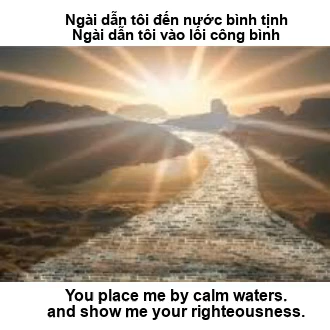 Ngài dẫn tôi đến nước bình tịnh
Ngài dẫn tôi vào lối công bình
You place me by calm waters.
and show me your righteousness.